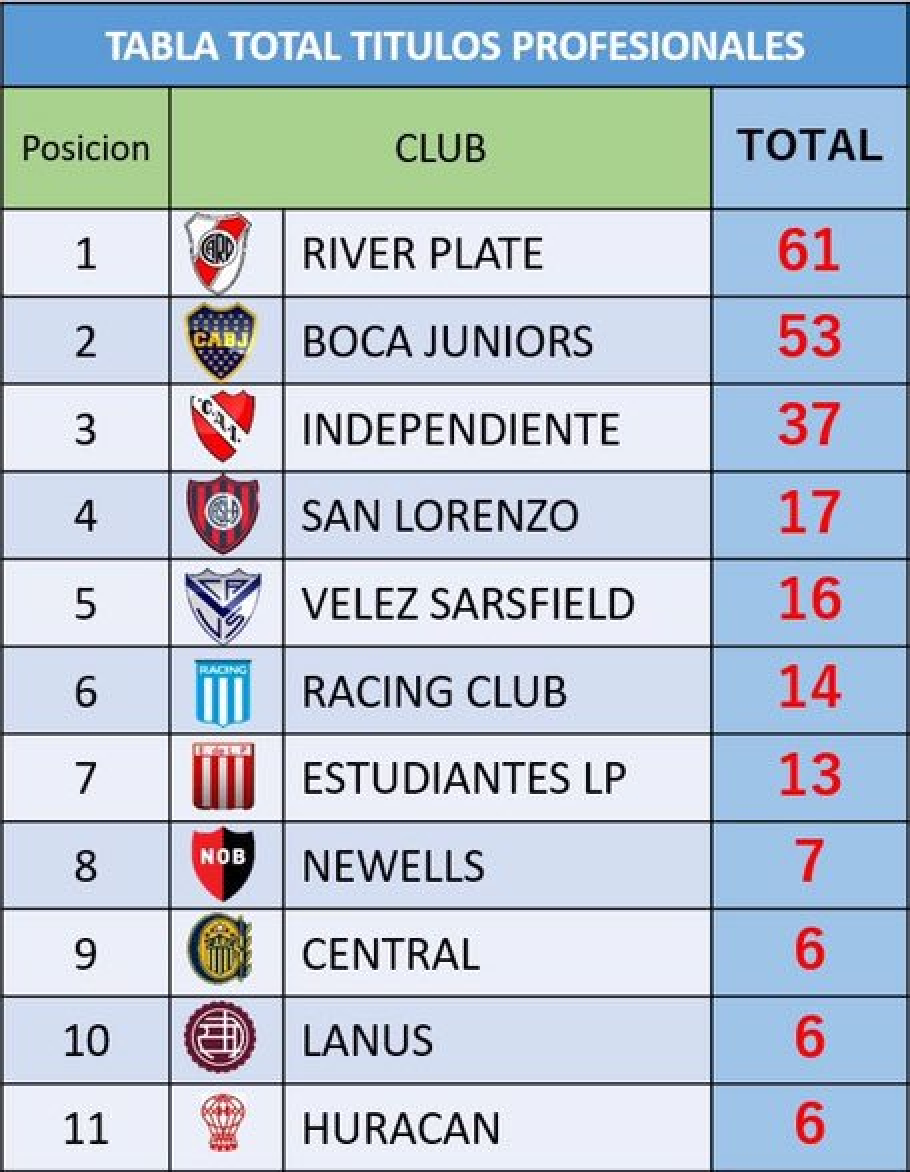 TABLA TOTAL TITULOS PROFESIONALES
Posicion CLUB TOTAL
1 CARP RIVER PLATE 61
2 CABJ BOCA JUNIORS 53
3 C.A.I. INDEPENDIENTE 37
4 SAN LORENZO 17
5 VELEZ SARSFIELD 16
6 RACING RACING CLUB 14
7 ESTUDIANTES LP 13
8 NOB NEWELLS 7
9 CENTRAL 6
10 LANUS 6
11 HURACAN 6